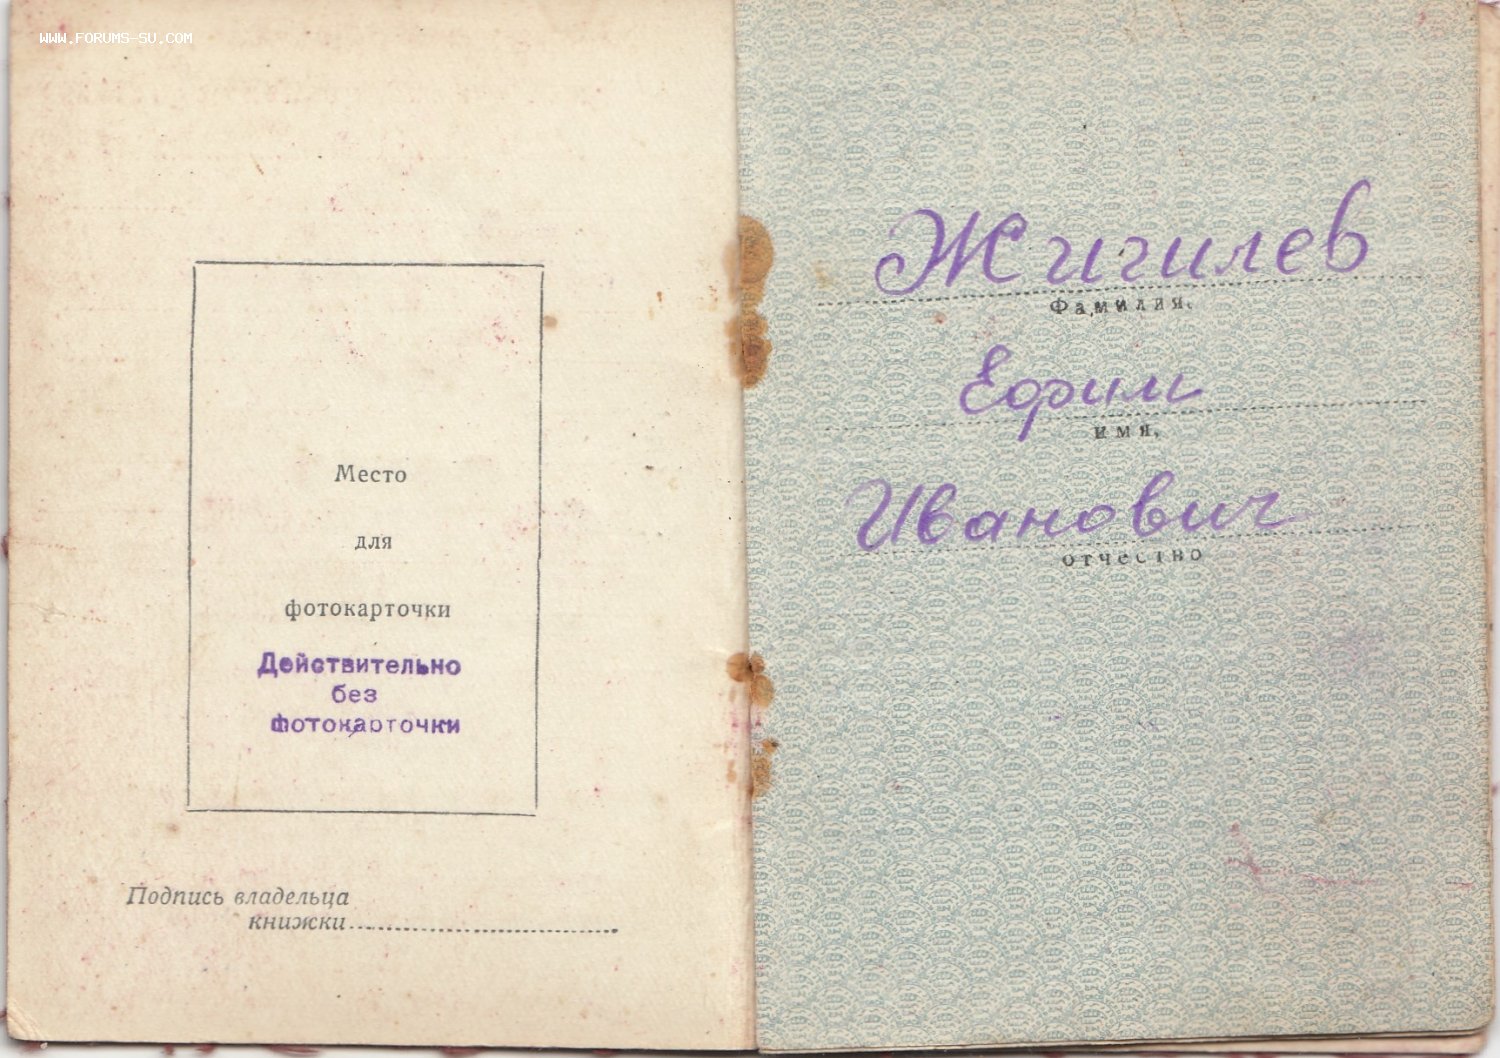 WWW.FORUMS-SU.COM
Место
для
фотокарточки
Действительно
без
фотокарточки
Подпись владельца
книжки
Жигилев
Фамилия,
Ефим
имя,
Иванович
отчество